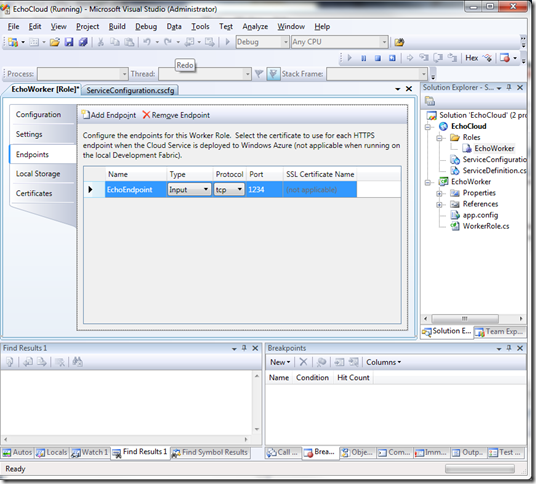 EchoCloud (Running) - Microsoft Visual Studio (Administrator)
File Edit View Project Build Debug Data Tools Test Analyze Window Help
Debug Any CPU
Redo
Hex
Process: Thread: Stack Frame:
EchoWorker [Role]* ServiceConfiguration.cscfg
Configuration
Settings
Endpoints
Local Storage
Certificates
Add Endpoint Remove Endpoint
Configure the endpoints for this Worker Role. Select the certificate to use for each HTTPS
endpoint when the Cloud Service is deployed to Windows Azure (not applicable when running on
the local Development Fabric).
Name Type Protocol Port SSL Certificate Name
EchoEndpoint Input tcp 1234 (not applicable)
Solution Explorer - S...
Solution 'EchoCloud' (2 pro
EchoCloud
Roles
EchoWorker
ServiceConfiguratio
ServiceDefinition.cs
EchoWorker
Properties
References
app.config
WorkerRole.cs
Solution E... Team Exp...
Find Results 1
Breakpoints
New Columns
Name Condition Hit Count
Autos Locals Watch 1 Find Results 1 Find Symbol Results
Call ... Brea... Obje... Com... Imm... Outp.. Test ...
Ready